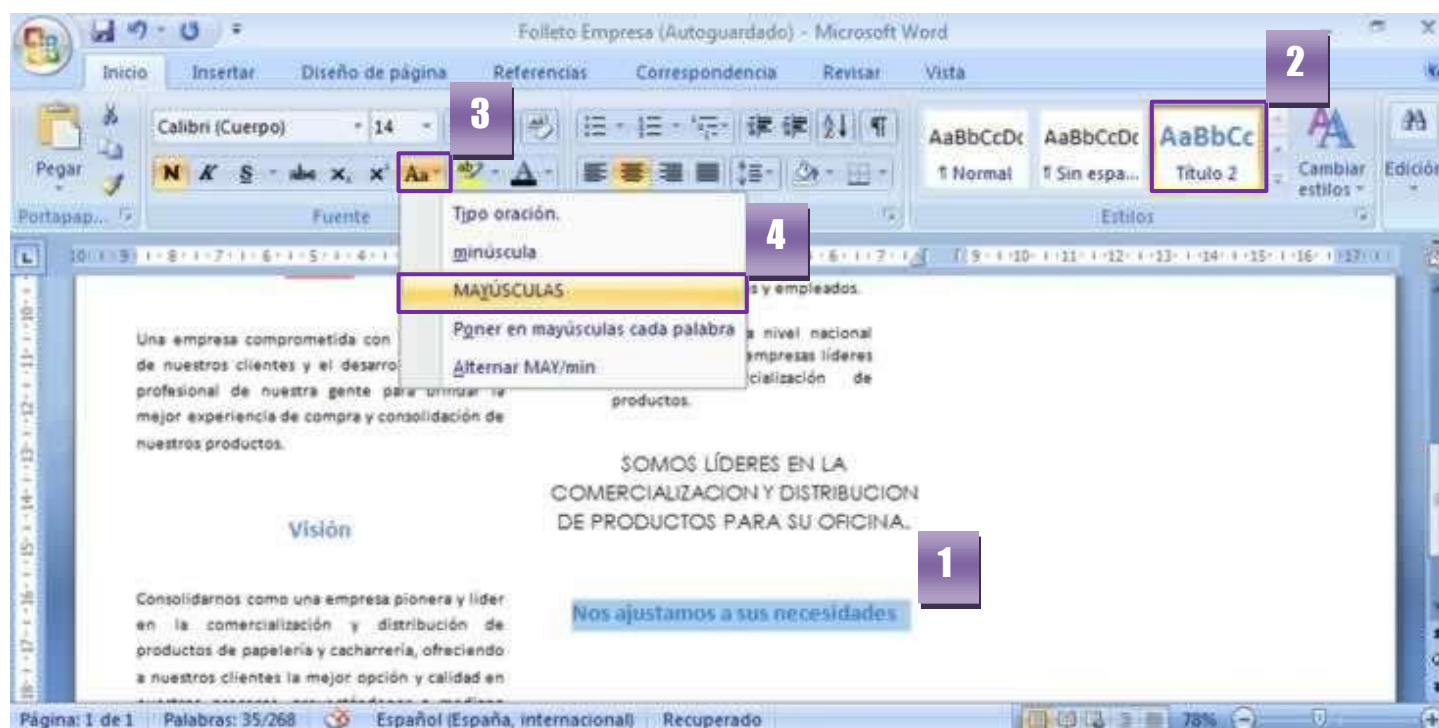 Folleto Empresa (Autoguardado) - Microsoft Word
2
Inicio Insertar Diseño de página Referencias Correspondencia Revisar Vista
3
Calibri (Cuerpo) 14
Pegar
N K S abc x, x² Aa A
AaBbCcDc AaBbCcDc AaBbCc
¶ Normal ¶ Sin espa... Título 2
Cambiar estilos
Edición
Portapap... Fuente Estilos
4
Tipo oración.
minúscula
MAYÚSCULAS
Poner en mayúsculas cada palabra
Alternar MAY/min
Una empresa comprometida con
de nuestros clientes y el desarro
profesional de nuestra gente para brindar la
mejor experiencia de compra y consolidación de
nuestros productos.
Visión
Consolidarnos como una empresa pionera y lider
en la comercialización y distribución de
productos de papelería y cacharrería, ofreciendo
a nuestros clientes la mejor opción y calidad en
s y empleados.
a nivel nacional
empresas líderes
cialización de
productos.
SOMOS LÍDERES EN LA
COMERCIALIZACION Y DISTRIBUCION
DE PRODUCTOS PARA SU OFICINA.
1
Nos ajustamos a sus necesidades
Página: 1 de 1 Palabras: 35/268 Español (España, internacional) Recuperado 78%